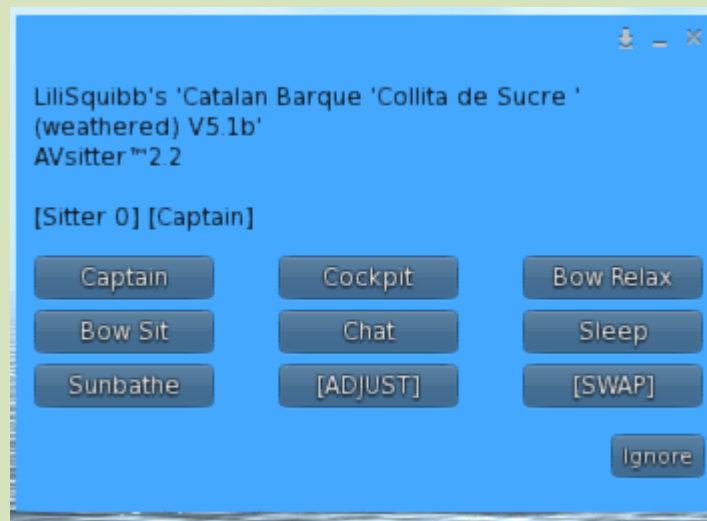 LiliSquibb's 'Catalan Barque 'Collita de Sucre '
(weathered) V5.1b'
AVsitter™2.2
[Sitter 0] [Captain]
Captain Cockpit Bow Relax
Bow Sit Chat Sleep
Sunbathe [ADJUST] [SWAP]
Ignore